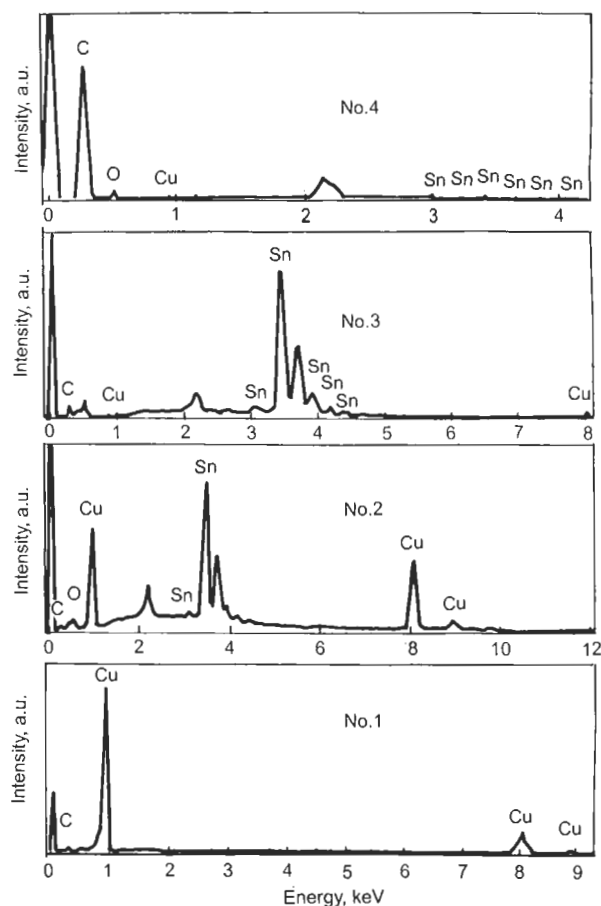 Intensity, a.u.
C
No.4
O
Cu
Sn Sn Sn Sn Sn Sn
0 1 2 3 4
Intensity, a.u.
Sn
No.3
C
Cu
Sn
Sn
Sn
Sn
Cu
0 1 2 3 4 5 6 7 8
Intensity, a.u.
Sn
Cu
No.2
Cu
C
O
Sn
Cu
0 2 4 6 8 10 12
Intensity, a.u.
Cu
No.1
C
Cu
Cu
0 1 2 3 4 5 6 7 8 9
Energy, keV